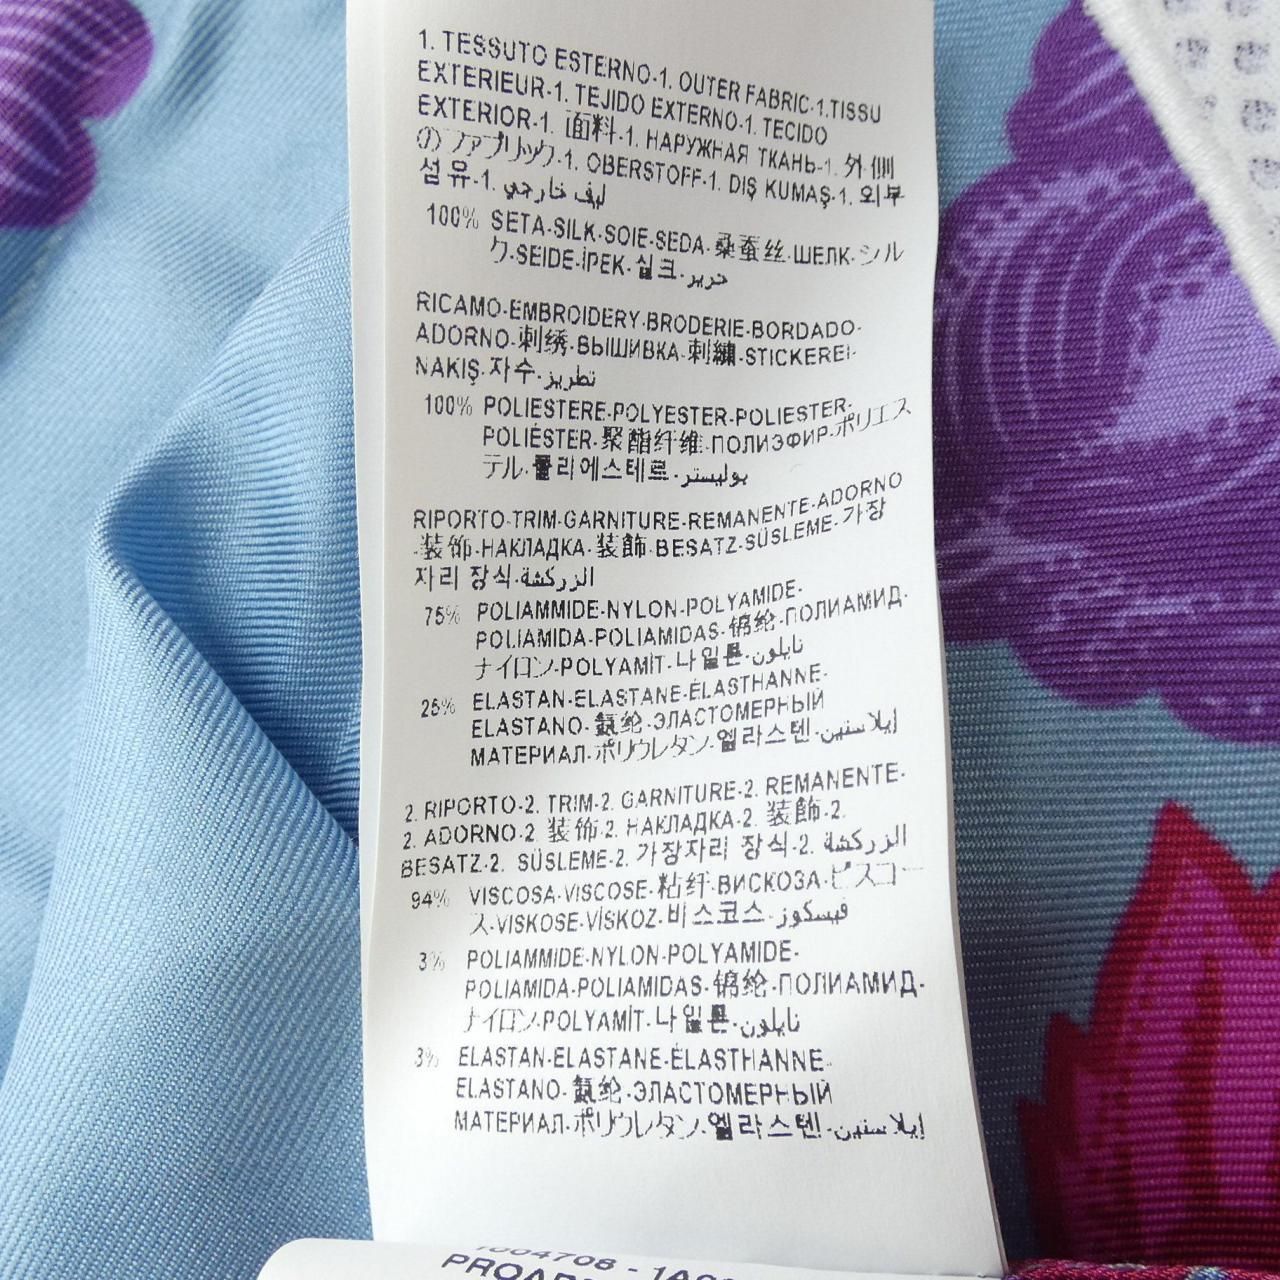 1. TESSUTO ESTERNO-1. OUTER FABRIC-1.TISSU
EXTERIEUR-1. TEJIDO EXTERNO-1. TECIDO
EXTERIOR-1. 面料-1. НАРУЖНАЯ ТКАНЬ-1. 外側
のファブリック-1. OBERSTOFF-1. DIŞ KUMAŞ-1. 외부
섬유-1. ليف خارجي
100% SETA-SILK-SOIE-SEDA-桑蚕丝-ШЕЛК-シル
ク-SEIDE-İPEK-실크-حرير
RICAMO-EMBROIDERY-BRODERIE-BORDADO-
ADORNO-刺绣-ВЫШИВКА-刺繍-STICKEREI-
NAKIŞ-자수-تطريز
100% POLIESTERE-POLYESTER-POLIESTER-
POLIÉSTER-聚酯纤维-ПОЛИЭФИР-ポリエス
テル-폴리에스테르-بوليستر
RIPORTO-TRIM-GARNITURE-REMANENTE-ADORNO
-装饰-НАКЛАДКА-装飾-BESATZ-SÜSLEME-가장
자리 장식-الزركشة
75% POLIAMMIDE-NYLON-POLYAMIDE-
POLIAMIDA-POLIAMIDAS-锦纶-ПОЛИАМИД-
ナイロン-POLYAMİT-나일론-نايلون
25% ELASTAN-ELASTANE-ÉLASTHANNE-
ELASTANO-氨纶-ЭЛАСТОМЕРНЫЙ
МАТЕРИАЛ-ポリウレタン-엘라스텐-إيلاستين
2. RIPORTO-2. TRIM-2. GARNITURE-2. REMANENTE-
2. ADORNO-2. 装饰-2. НАКЛАДКА-2. 装飾-2.
BESATZ-2. SÜSLEME-2. 가장자리 장식-2. الزركشة
94% VISCOSA-VISCOSE-粘纤-ВИСКОЗА-ビスコー
ス-VISKOSE-VİSKOZ-비스코스-فيسكوز
3% POLIAMMIDE-NYLON-POLYAMIDE-
POLIAMIDA-POLIAMIDAS-锦纶-ПОЛИАМИД-
ナイロン-POLYAMİT-나일론-نايلون
3% ELASTAN-ELASTANE-ÉLASTHANNE-
ELASTANO-氨纶-ЭЛАСТОМЕРНЫЙ
МАТЕРИАЛ-ポリウレタン-엘라스텐-إيلاستين
1004708 -